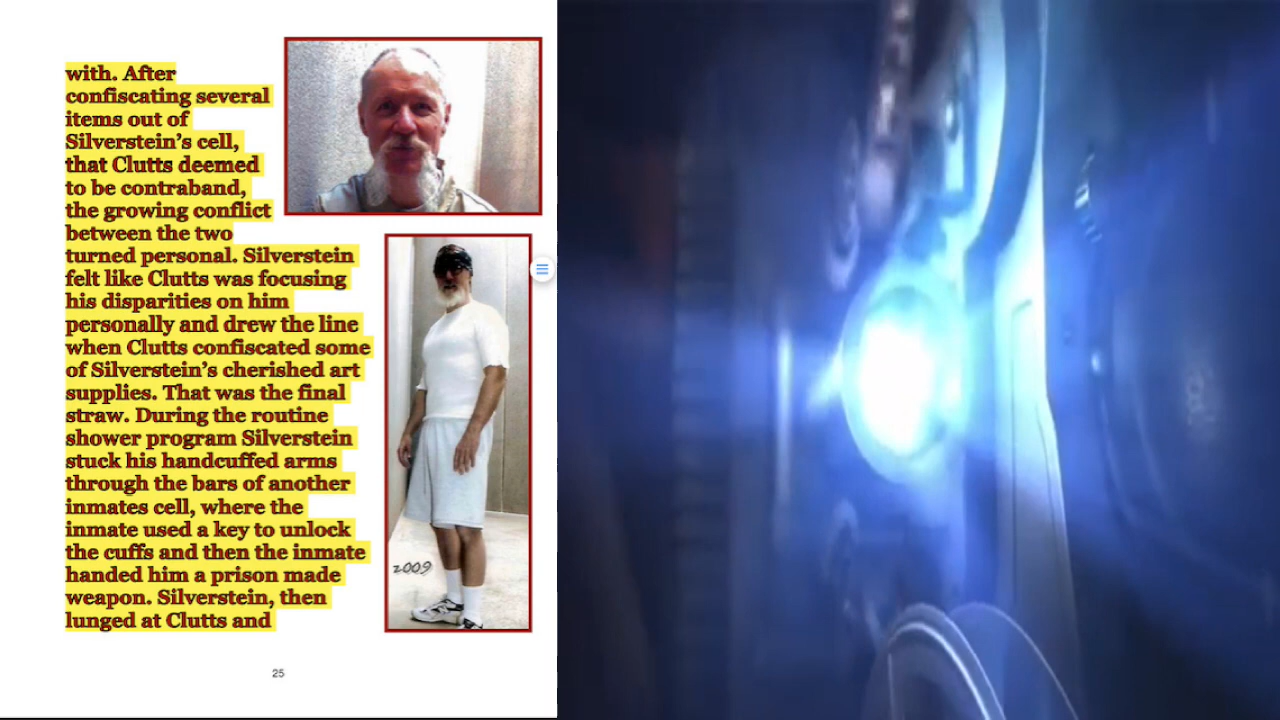 with. After
confiscating several
items out of
Silverstein’s cell,
that Clutts deemed
to be contraband,
the growing conflict
between the two
turned personal. Silverstein
felt like Clutts was focusing
his disparities on him
personally and drew the line
when Clutts confiscated some
of Silverstein’s cherished art
supplies. That was the final
straw. During the routine
shower program Silverstein
stuck his handcuffed arms
through the bars of another
inmates cell, where the
inmate used a key to unlock
the cuffs and then the inmate
handed him a prison made
weapon. Silverstein, then
lunged at Clutts and
2009
25